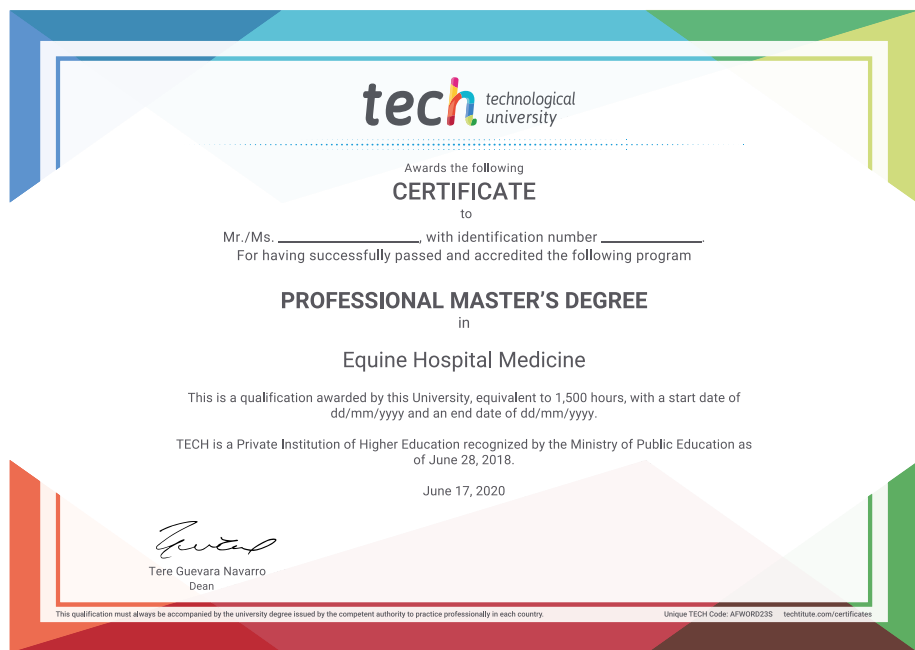 tech technological
university
Awards the following
CERTIFICATE
to
Mr./Ms. ____________________, with identification number ______________.
For having successfully passed and accredited the following program
PROFESSIONAL MASTER'S DEGREE
in
Equine Hospital Medicine
This is a qualification awarded by this University, equivalent to 1,500 hours, with a start date of
dd/mm/yyyy and an end date of dd/mm/yyyy.
TECH is a Private Institution of Higher Education recognized by the Ministry of Public Education as
of June 28, 2018.
June 17, 2020
Tere Guevara Navarro
Dean
This qualification must always be accompanied by the university degree issued by the competent authority to practice professionally in each country.
Unique TECH Code: AFWORD23S techtitute.com/certificates